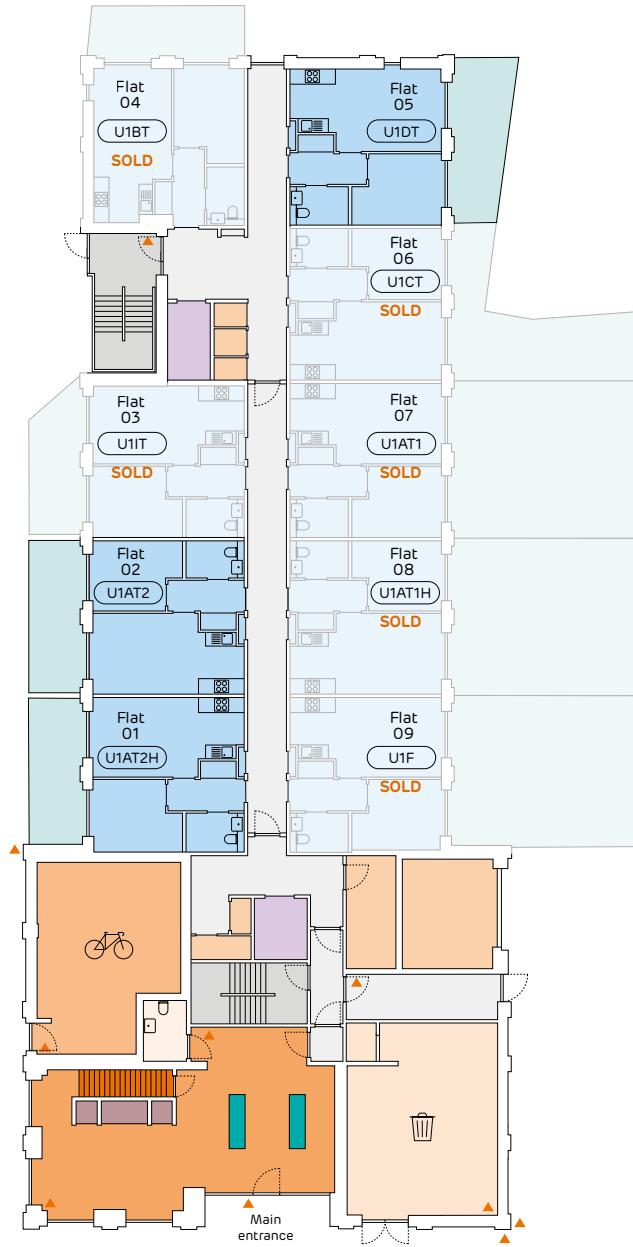 Flat
04
U1BT
SOLD
Flat
05
U1DT
Flat
06
U1CT
SOLD
Flat
03
U1IT
SOLD
Flat
07
U1AT1
SOLD
Flat
02
U1AT2
Flat
08
U1AT1H
SOLD
Flat
01
U1AT2H
Flat
09
U1F
SOLD
Main
entrance